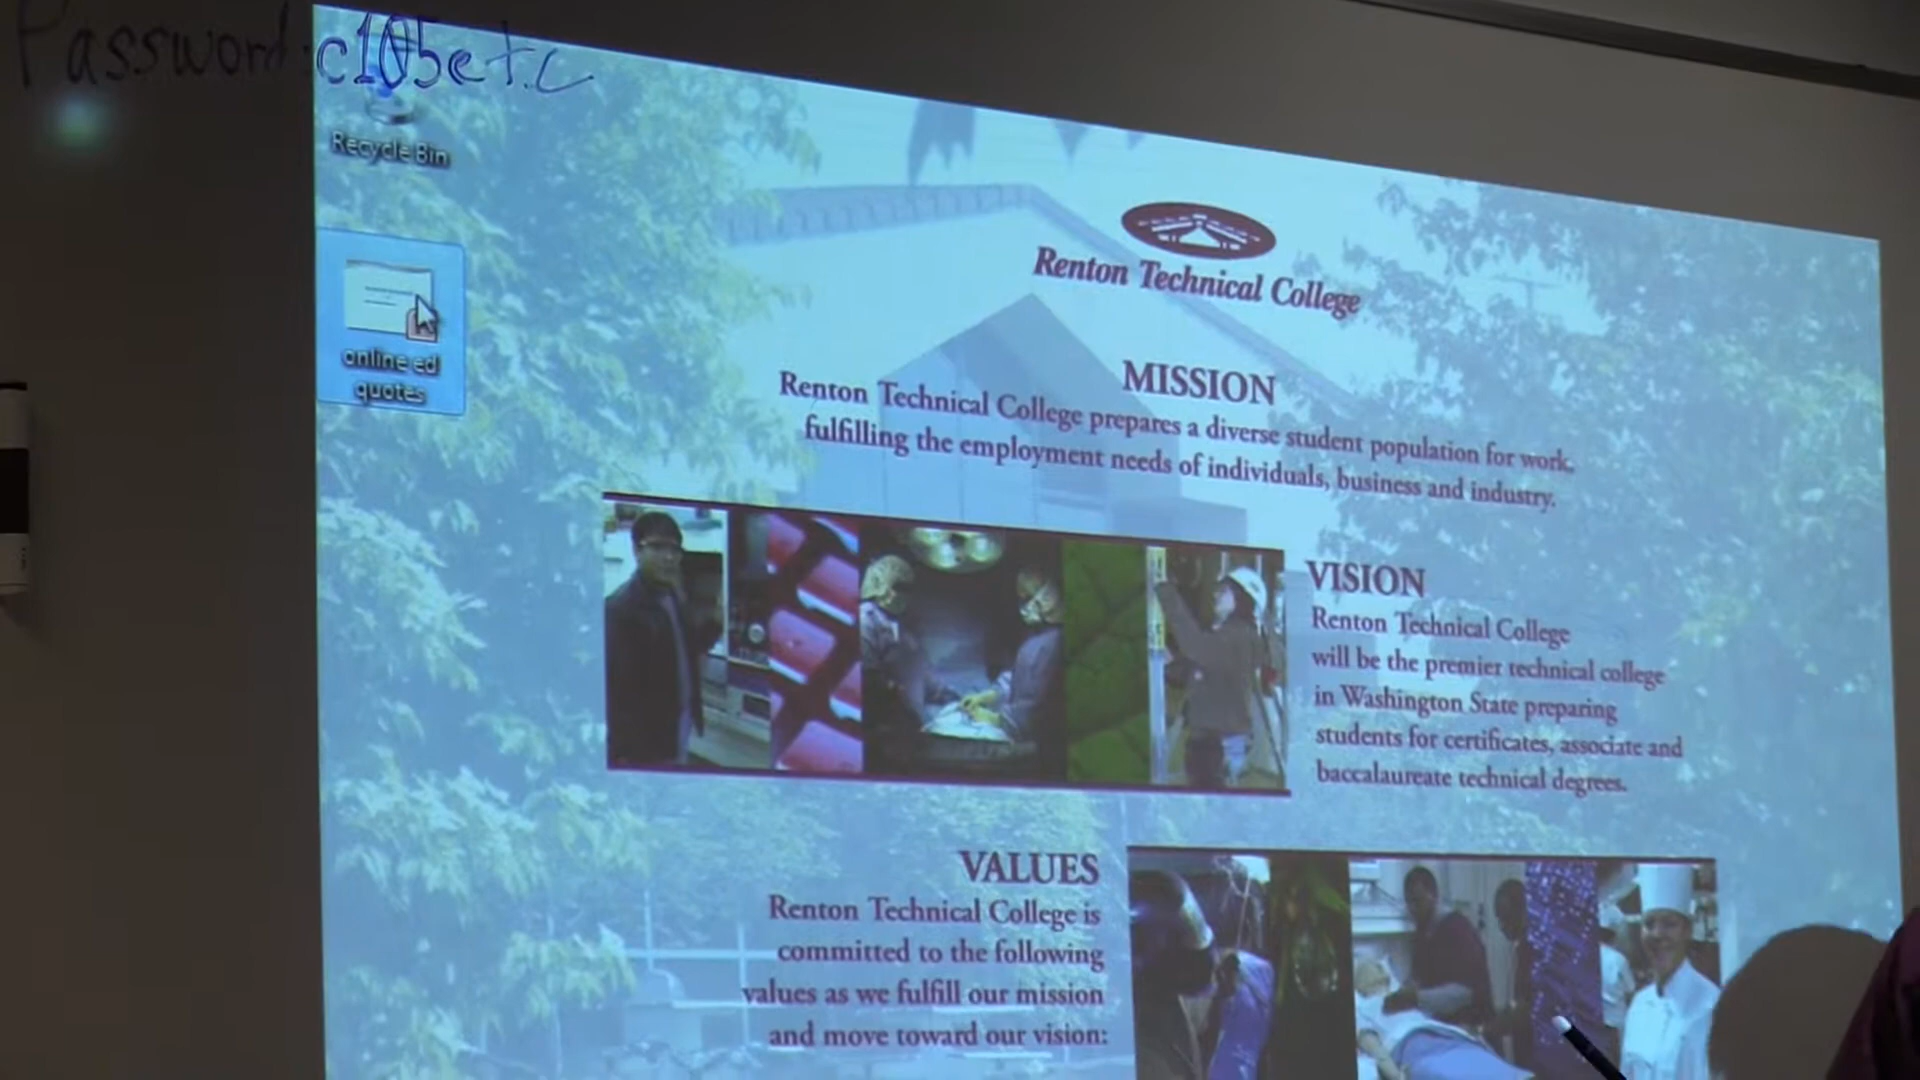 Password: c105etc
Recycle Bin
online ed
quotes
Renton Technical College
MISSION
Renton Technical College prepares a diverse student population for work,
fulfilling the employment needs of individuals, business and industry.
VISION
Renton Technical College
will be the premier technical college
in Washington State preparing
students for certificates, associate and
baccalaureate technical degrees.
VALUES
Renton Technical College is
committed to the following
values as we fulfill our mission
and move toward our vision: